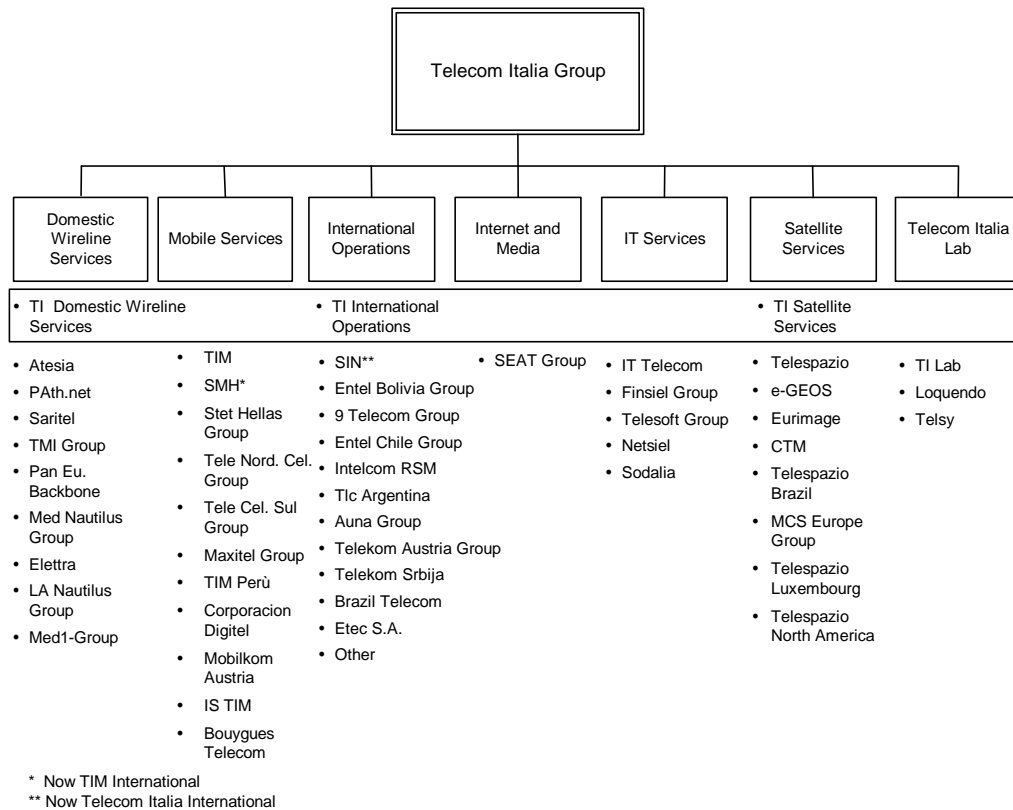 Telecom Italia Group
Domestic
Wireline
Services
Mobile Services
International
Operations
Internet and
Media
IT Services
Satellite
Services
Telecom Italia
Lab
• TI Domestic Wireline
Services
• TI International
Operations
• TI Satellite
Services
• Atesia
• PAth.net
• Saritel
• TMI Group
• Pan Eu.
Backbone
• Med Nautilus
Group
• Elettra
• LA Nautilus
Group
• Med1-Group
• TIM
• SMH*
• Stet Hellas
Group
• Tele Nord. Cel.
Group
• Tele Cel. Sul
Group
• Maxitel Group
• TIM Perù
• Corporacion
Digitel
• Mobilkom
Austria
• IS TIM
• Bouygues
Telecom
• SIN**
• Entel Bolivia Group
• 9 Telecom Group
• Entel Chile Group
• Intelcom RSM
• Tlc Argentina
• Auna Group
• Telekom Austria Group
• Telekom Srbija
• Brazil Telecom
• Etec S.A.
• Other
• SEAT Group
• IT Telecom
• Finsiel Group
• Telesoft Group
• Netsiel
• Sodalia
• Telespazio
• e-GEOS
• Eurimage
• CTM
• Telespazio
Brazil
• MCS Europe
Group
• Telespazio
Luxembourg
• Telespazio
North America
• TI Lab
• Loquendo
• Telsy
* Now TIM International
** Now Telecom Italia International